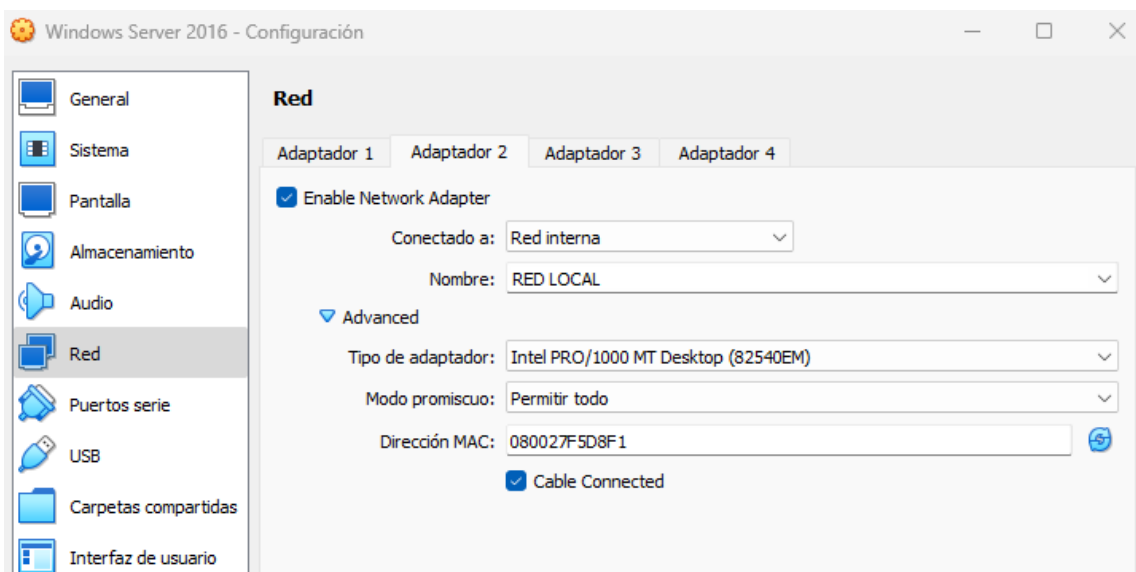 Windows Server 2016 - Configuración
General
Sistema
Pantalla
Almacenamiento
Audio
Red
Puertos serie
USB
Carpetas compartidas
Interfaz de usuario
Red
Adaptador 1 Adaptador 2 Adaptador 3 Adaptador 4
Enable Network Adapter
Conectado a: Red interna
Nombre: RED LOCAL
Advanced
Tipo de adaptador: Intel PRO/1000 MT Desktop (82540EM)
Modo promiscuo: Permitir todo
Dirección MAC: 080027F5D8F1
Cable Connected